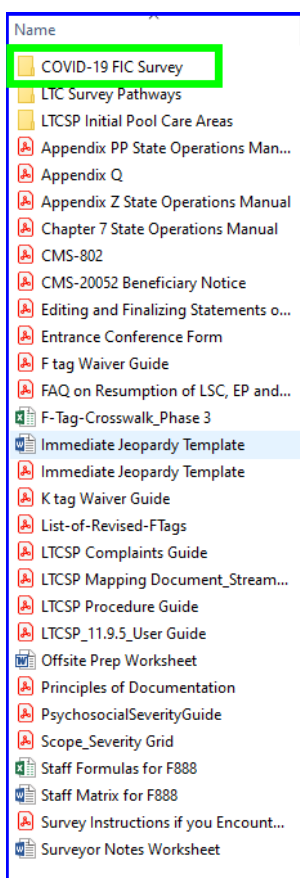 Name
COVID-19 FIC Survey
LTC Survey Pathways
LTCSP Initial Pool Care Areas
Appendix PP State Operations Man...
Appendix Q
Appendix Z State Operations Manual
Chapter 7 State Operations Manual
CMS-802
CMS-20052 Beneficiary Notice
Editing and Finalizing Statements o...
Entrance Conference Form
F tag Waiver Guide
FAQ on Resumption of LSC, EP and...
F-Tag-Crosswalk_Phase 3
Immediate Jeopardy Template
Immediate Jeopardy Template
K tag Waiver Guide
List-of-Revised-FTags
LTCSP Complaints Guide
LTCSP Mapping Document_Stream...
LTCSP Procedure Guide
LTCSP_11.9.5_User Guide
Offsite Prep Worksheet
Principles of Documentation
PsychosocialSeverityGuide
Scope_Severity Grid
Staff Formulas for F888
Staff Matrix for F888
Survey Instructions if you Encount...
Surveyor Notes Worksheet